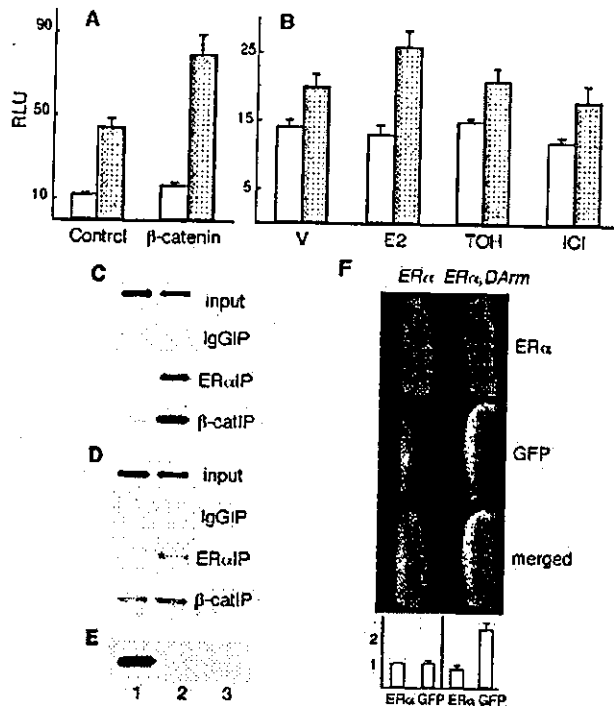 A
B
RLU
90
50
10
Control
β-catenin
25
15
5
V
E2
TOH
ICI
C
input
IgGIP
ERαIP
β-catIP
D
input
IgGIP
ERαIP
β-catIP
E
1 2 3
F
ERα ERα,DArm
ERα
GFP
merged
2
1
ERα GFP ERα GFP